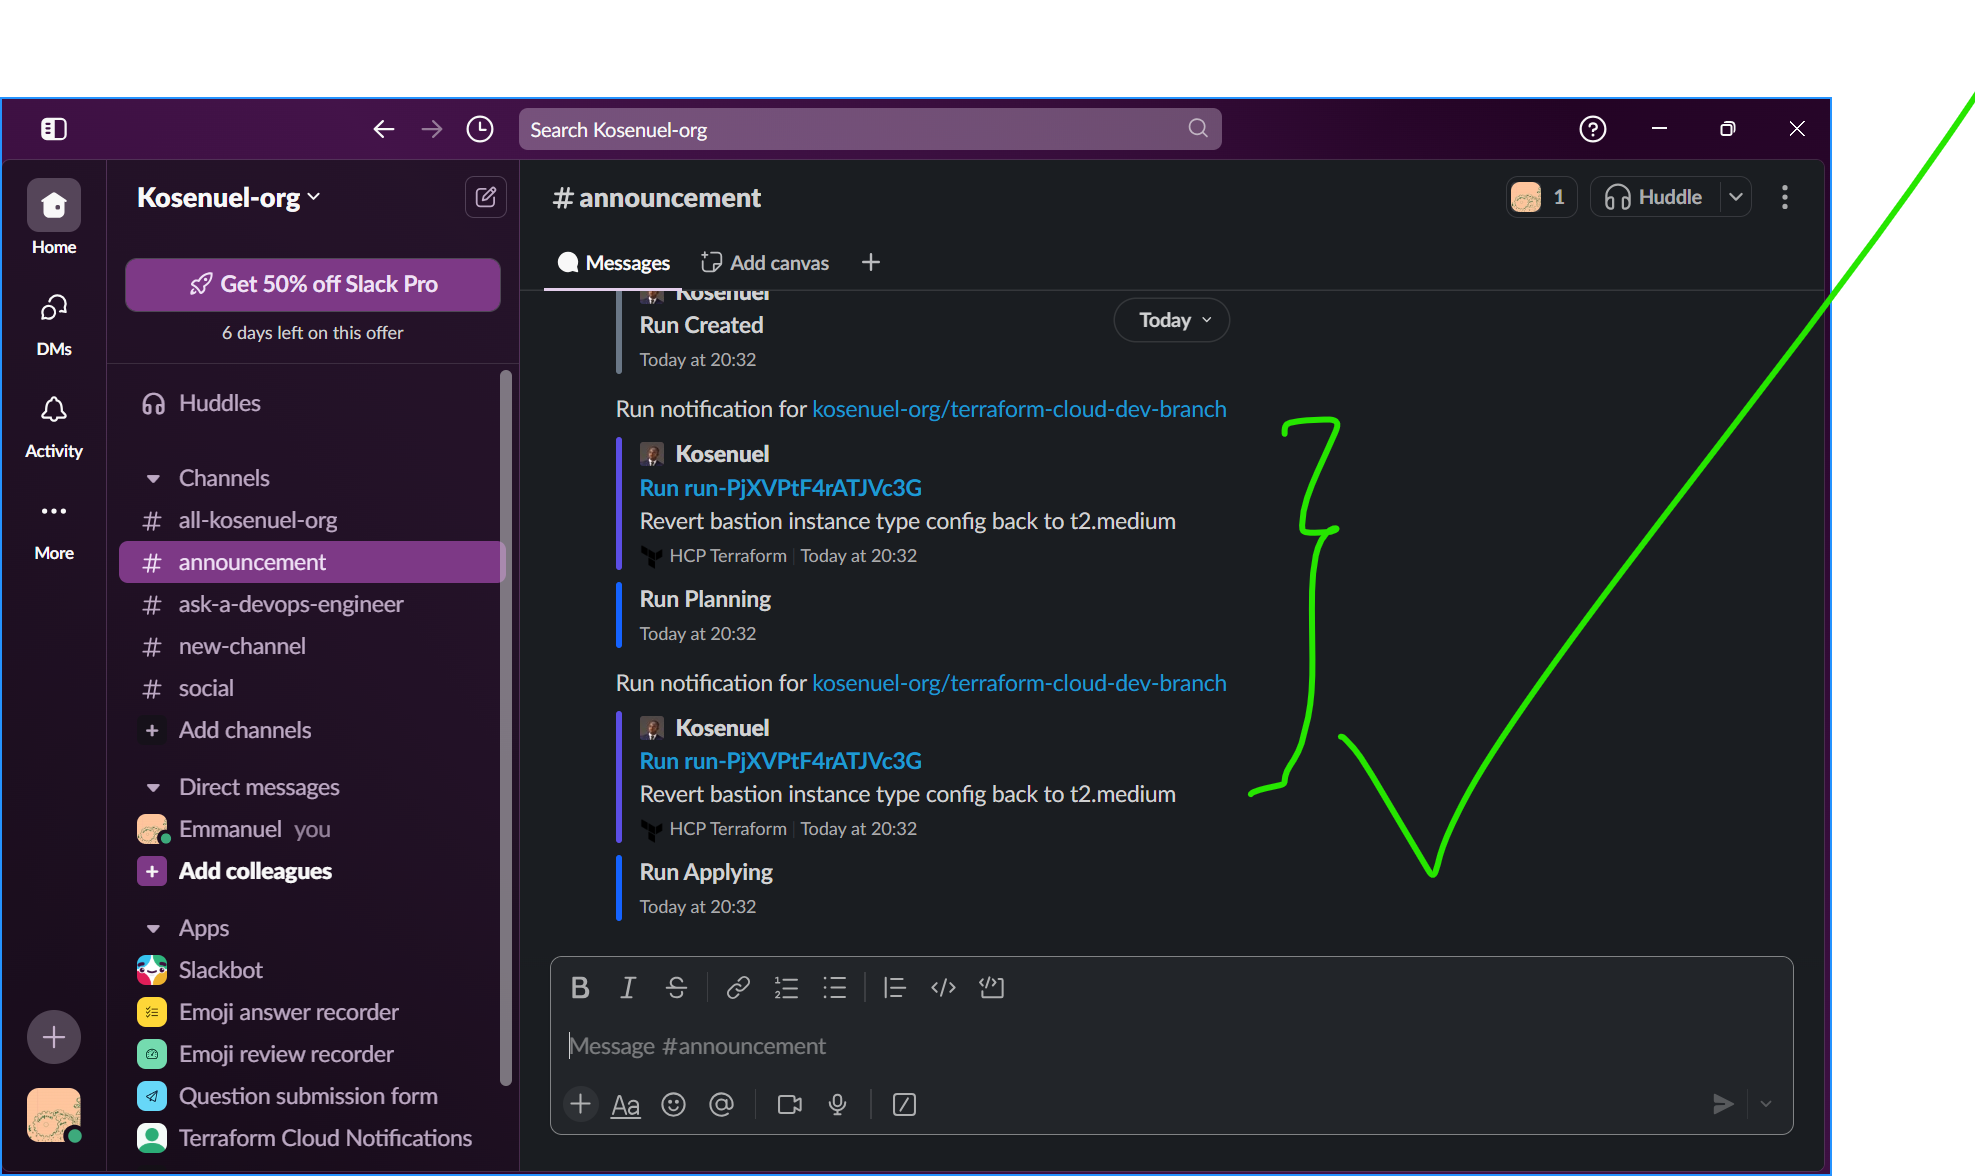 Search Kosenuel-org
Home
DMs
Activity
More
Kosenuel-org
Get 50% off Slack Pro
6 days left on this offer
Huddles
Channels
# all-kosenuel-org
# announcement
# ask-a-devops-engineer
# new-channel
# social
+ Add channels
Direct messages
Emmanuel you
+ Add colleagues
Apps
Slackbot
Emoji answer recorder
Emoji review recorder
Question submission form
Terraform Cloud Notifications
# announcement
1
Huddle
Messages
Add canvas
+
Today
Kosenuel
Run Created
Today at 20:32
Run notification for kosenuel-org/terraform-cloud-dev-branch
Kosenuel
Run run-PjXVPtF4rATJVc3G
Revert bastion instance type config back to t2.medium
HCP Terraform | Today at 20:32
Run Planning
Today at 20:32
Run notification for kosenuel-org/terraform-cloud-dev-branch
Kosenuel
Run run-PjXVPtF4rATJVc3G
Revert bastion instance type config back to t2.medium
HCP Terraform | Today at 20:32
Run Applying
Today at 20:32
B I S
Message #announcement
+ Aa @